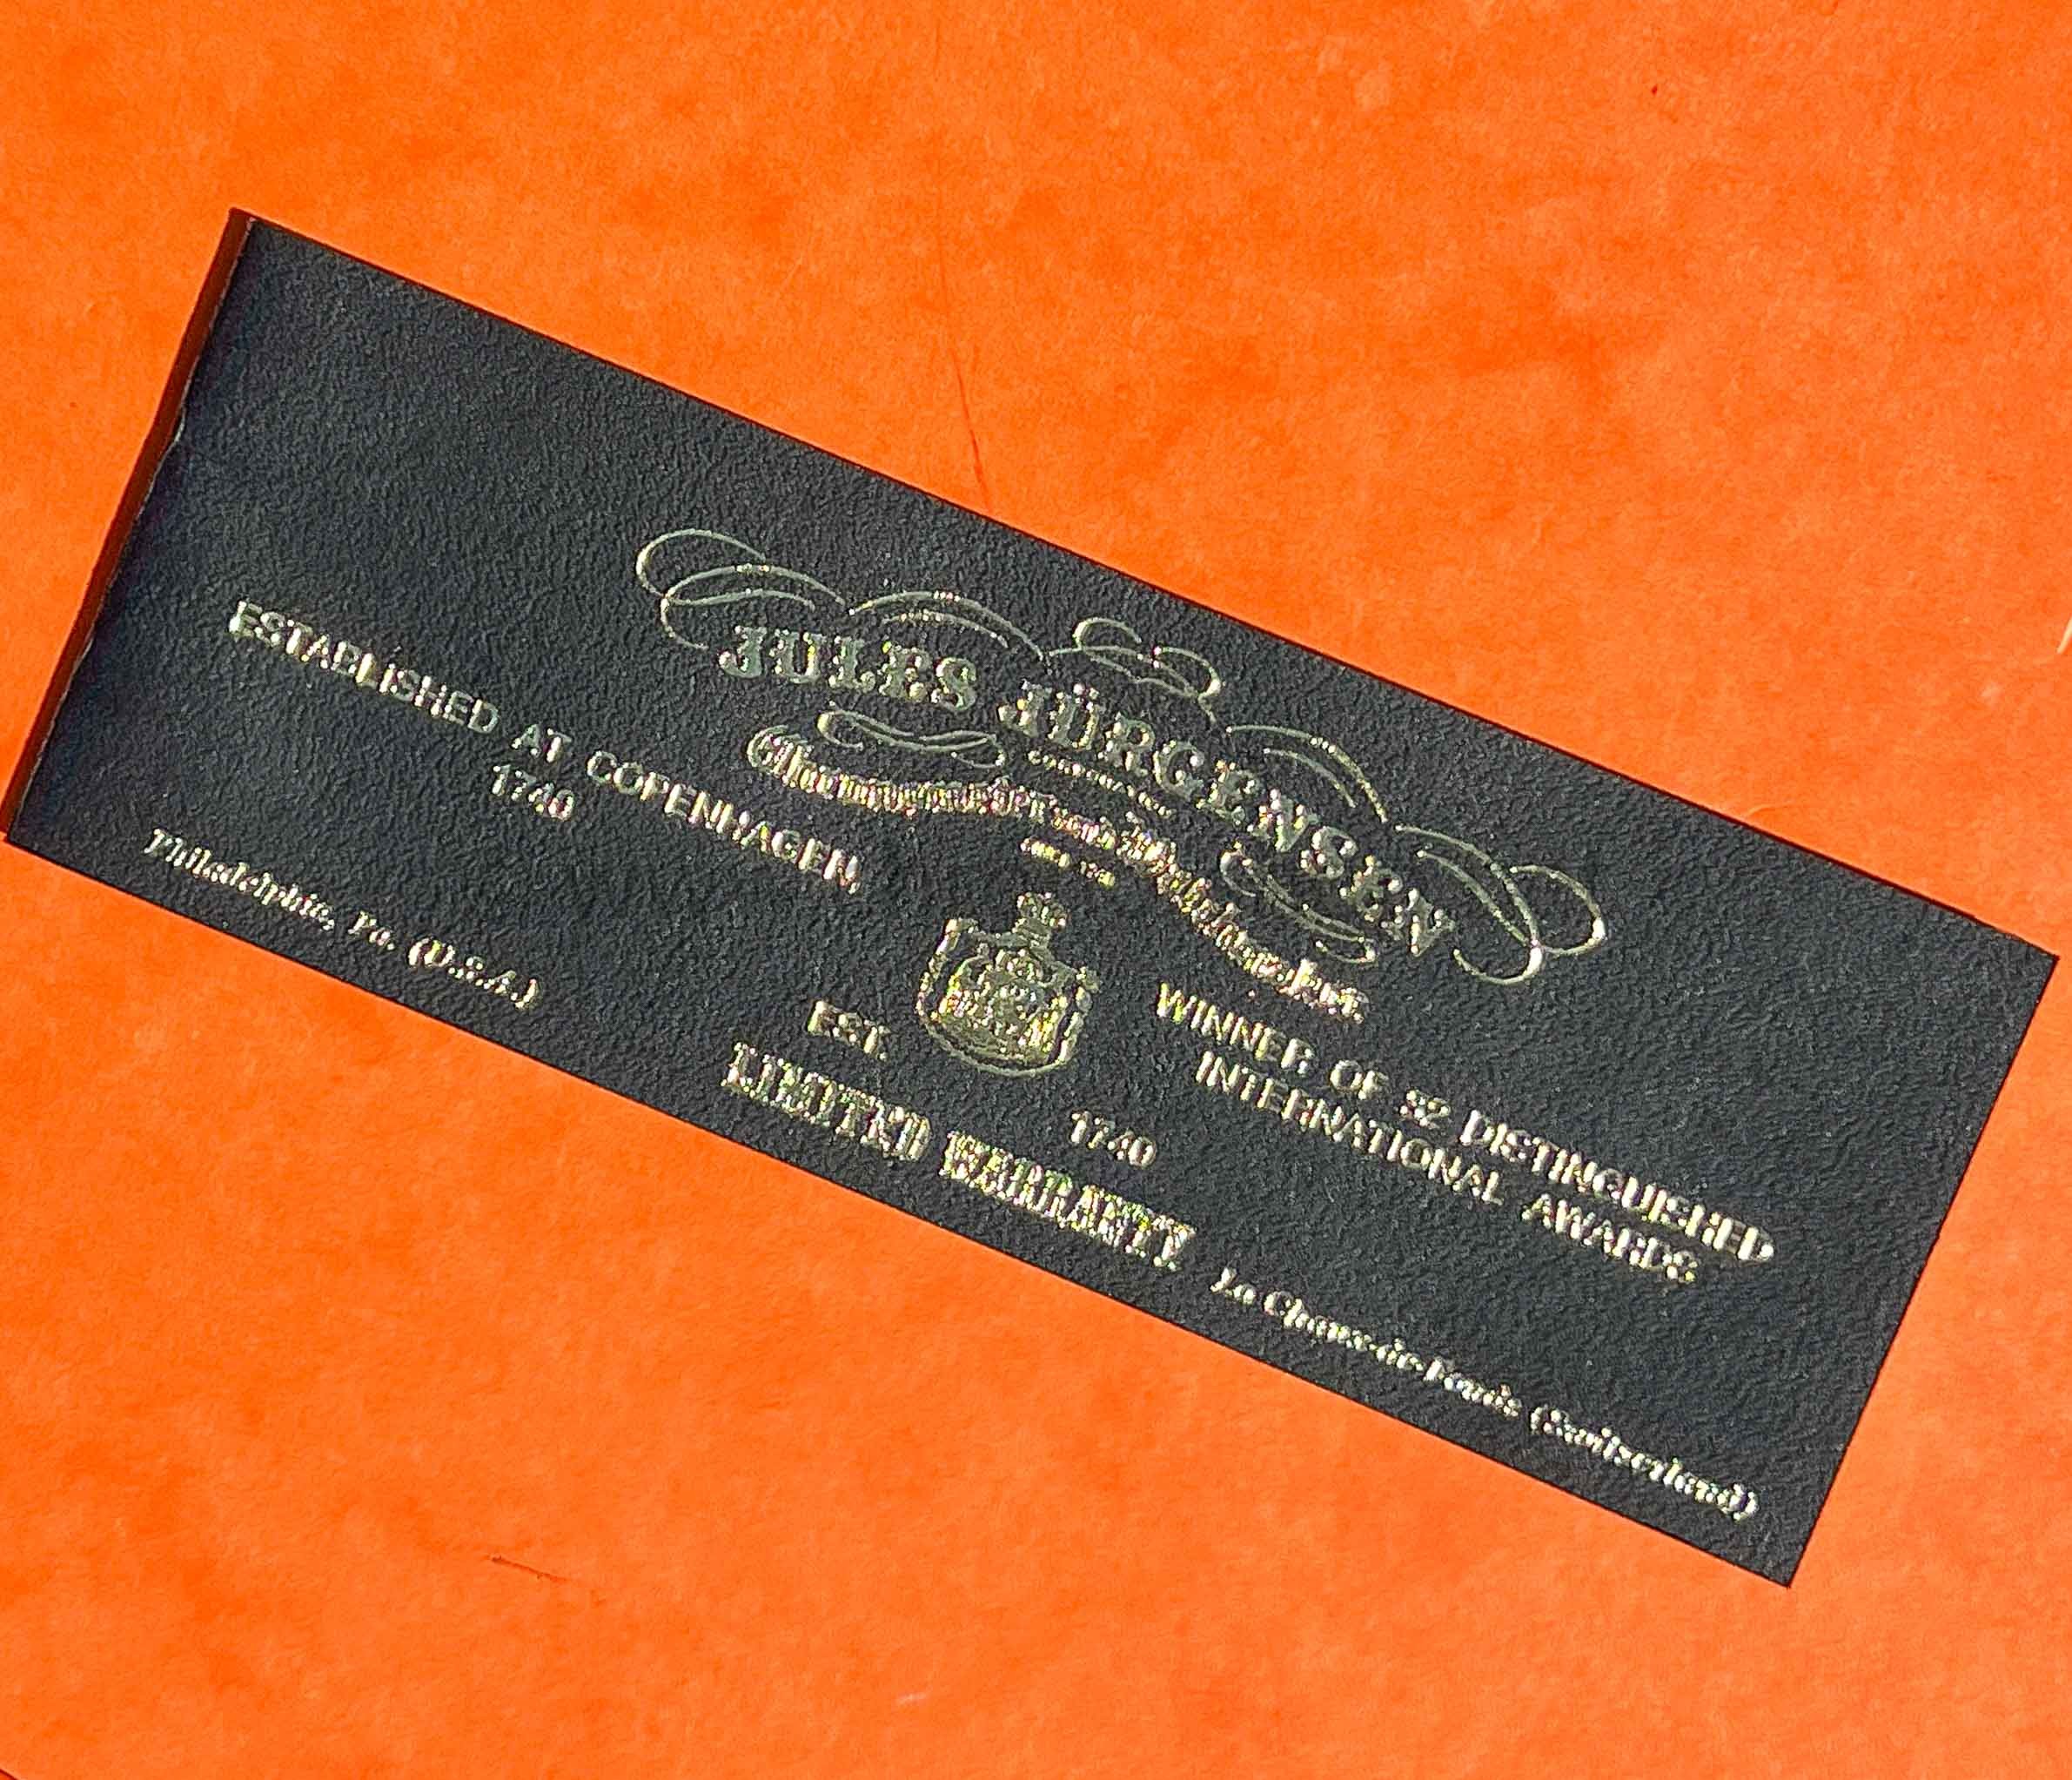 JULES JÜRGENSEN
ESTABLISHED AT COPENHAGEN
1740
WINNER OF 52 DISTINGUISHED
INTERNATIONAL AWARDS
EST. 1740
LIMITED WARRANTY
Philadelphia, Pa. (U.S.A.)
La Chaux-de-Fonds (Switzerland)